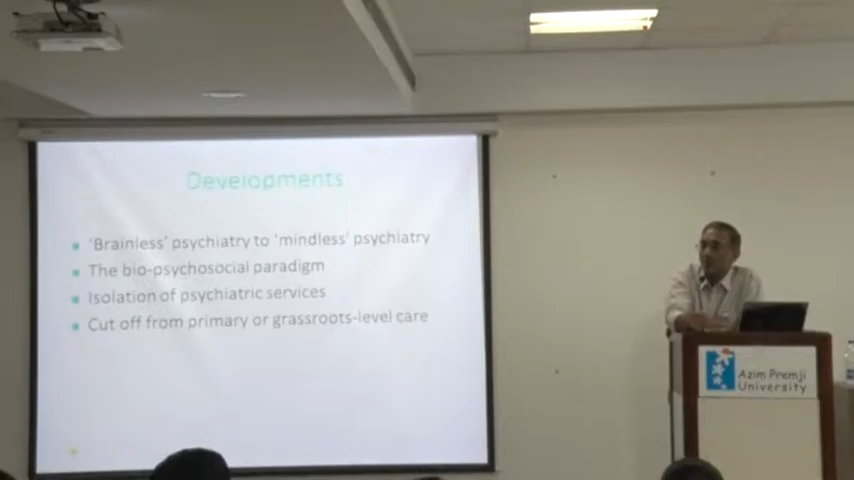 Developments
'Brainless' psychiatry to 'mindless' psychiatry
The bio-psychosocial paradigm
Isolation of psychiatric services
Cut off from primary or grassroots-level care
Azim Premji
University